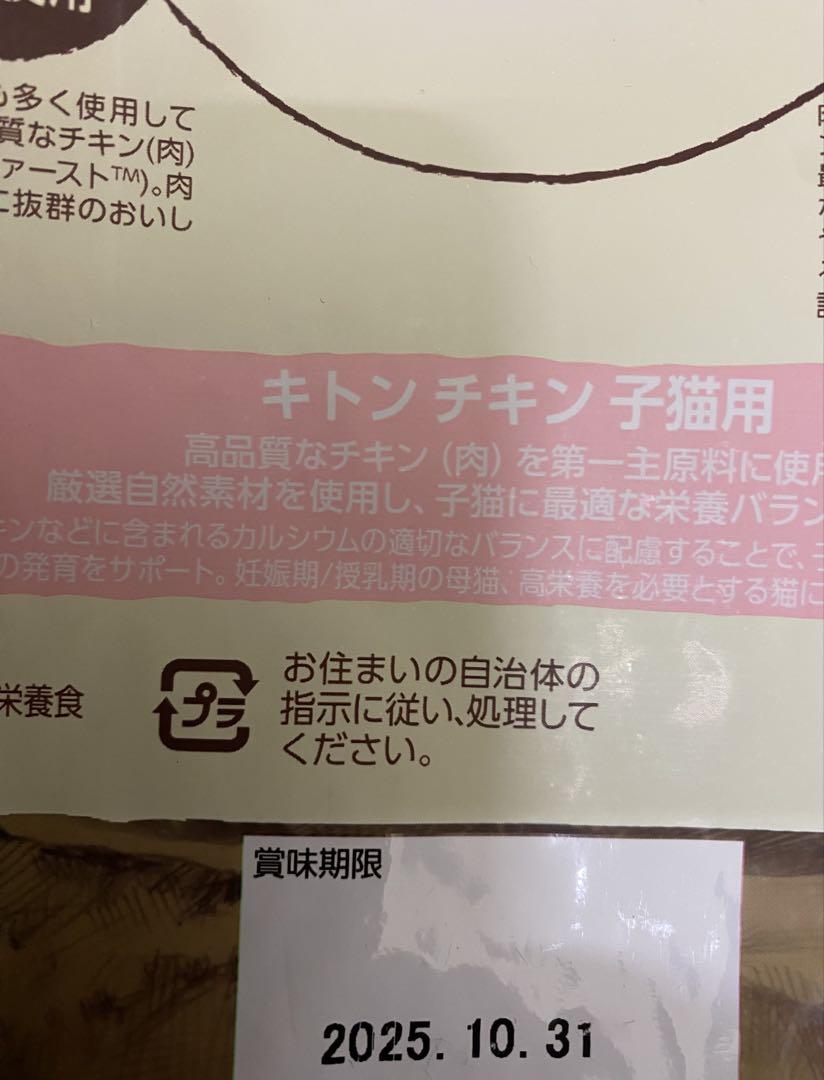 も多く使用して
質なチキン(肉)
ァースト™)。肉
に抜群のおいし
キトン チキン 子猫用
高品質なチキン（肉）を第一主原料に使用
厳選自然素材を使用し、子猫に最適な栄養バラン
キンなどに含まれるカルシウムの適切なバランスに配慮することで、子
の発育をサポート。妊娠期/授乳期の母猫、高栄養を必要とする猫に
栄養食
プラ
お住まいの自治体の
指示に従い、処理して
ください。
賞味期限
2025.10.31